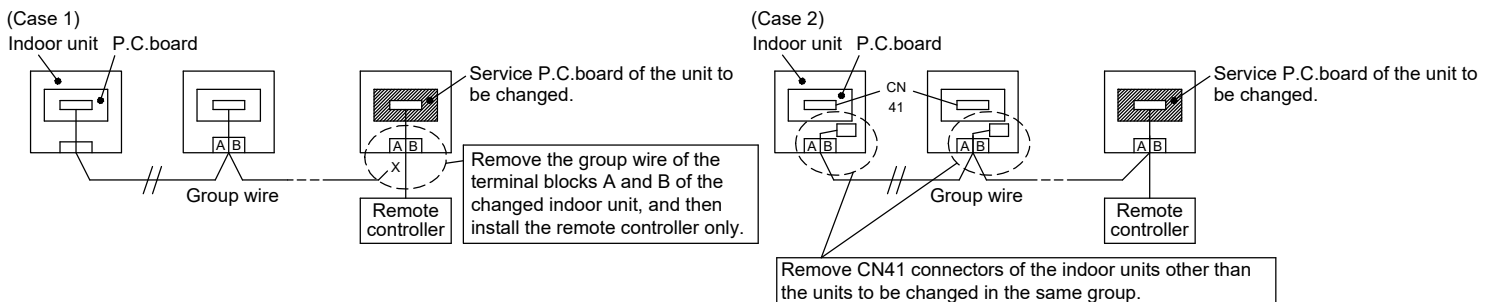 (Case 1)
Indoor unit P.C.board
Service P.C.board of the unit to
be changed.
A B
A B
X
Group wire
Remote
controller
Remove the group wire of the
terminal blocks A and B of the
changed indoor unit, and then
install the remote controller only.
(Case 2)
Indoor unit P.C.board
CN
41
Service P.C.board of the unit to
be changed.
A B
A B
A B
Group wire
Remote
controller
Remove CN41 connectors of the indoor units other than
the units to be changed in the same group.